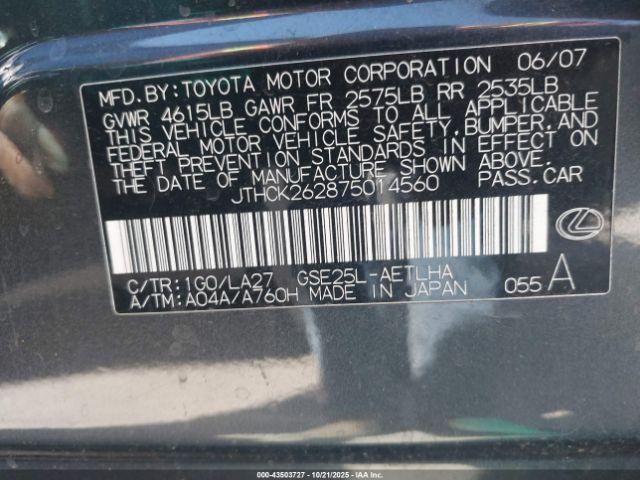 MFD.BY:TOYOTA MOTOR CORPORATION 06/07
GVWR 4615LB GAWR FR 2575LB RR 2535LB
THIS VEHICLE CONFORMS TO ALL APPLICABLE
FEDERAL MOTOR VEHICLE SAFETY,BUMPER,AND
THEFT PREVENTION STANDARDS IN EFFECT ON
THE DATE OF MANUFACTURE SHOWN ABOVE.
JTHCK262875014560 PASS.CAR
C/TR:1G0/LA27 GSE25L-AETLHA
A/TM:A04A/A760H MADE IN JAPAN 055 A
000-43503727 - 10/21/2025 - IAAI.com